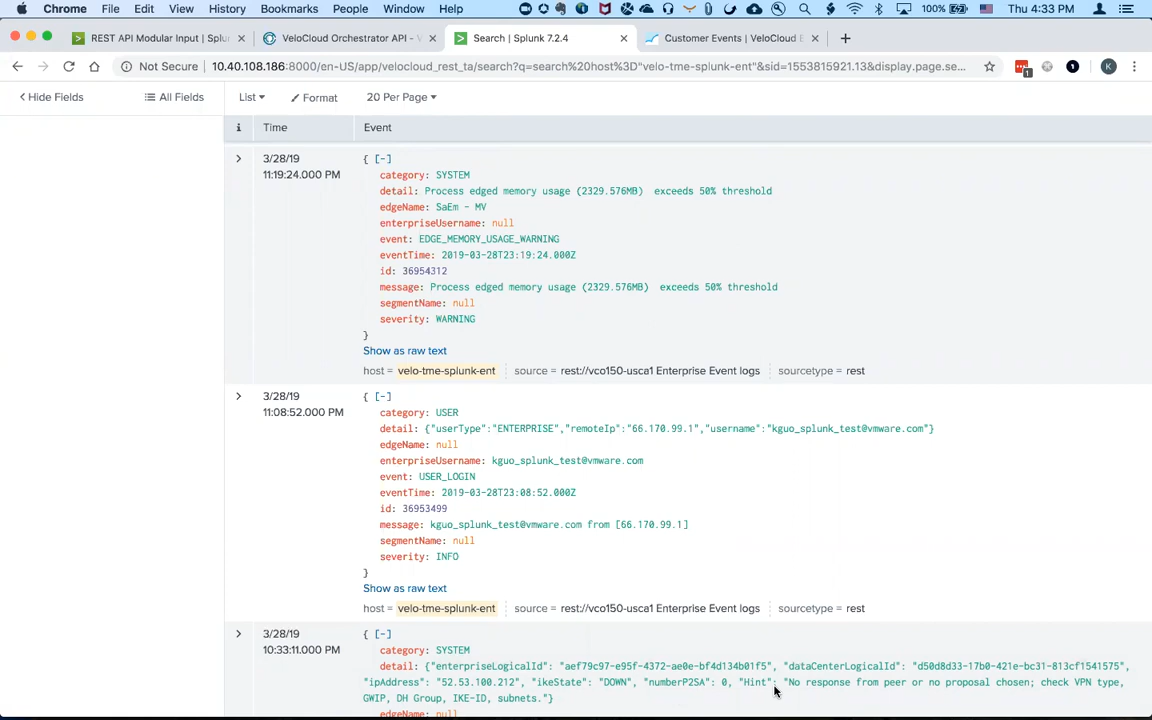 Chrome File Edit View History Bookmarks People Window Help 100% Thu 4:33 PM
REST API Modular Input | Splu × VeloCloud Orchestrator API - V × Search | Splunk 7.2.4 × Customer Events | VeloCloud E × +
Not Secure 10.40.108.186:8000/en-US/app/velocloud_rest_ta/search?q=search%20host%3D"velo-tme-splunk-ent"&sid=1553815921.13&display.page.se... 1 1 K
Hide Fields All Fields List Format 20 Per Page
i Time Event
3/28/19 { [-]
11:19:24.000 PM category: SYSTEM
detail: Process edged memory usage (2329.576MB) exceeds 50% threshold
edgeName: SaEm - MV
enterpriseUsername: null
event: EDGE_MEMORY_USAGE_WARNING
eventTime: 2019-03-28T23:19:24.000Z
id: 36954312
message: Process edged memory usage (2329.576MB) exceeds 50% threshold
segmentName: null
severity: WARNING
}
Show as raw text
host = velo-tme-splunk-ent source = rest://vco150-usca1 Enterprise Event logs sourcetype = rest
3/28/19 { [-]
11:08:52.000 PM category: USER
detail: {"userType":"ENTERPRISE","remoteIp":"66.170.99.1","username":"kguo_splunk_test@vmware.com"}
edgeName: null
enterpriseUsername: kguo_splunk_test@vmware.com
event: USER_LOGIN
eventTime: 2019-03-28T23:08:52.000Z
id: 36953499
message: kguo_splunk_test@vmware.com from [66.170.99.1]
segmentName: null
severity: INFO
}
Show as raw text
host = velo-tme-splunk-ent source = rest://vco150-usca1 Enterprise Event logs sourcetype = rest
3/28/19 { [-]
10:33:11.000 PM category: SYSTEM
detail: {"enterpriseLogicalId": "aef79c97-e95f-4372-ae0e-bf4d134b01f5", "dataCenterLogicalId": "d50d8d33-17b0-421e-bc31-813cf1541575",
"ipAddress": "52.53.100.212", "ikeState": "DOWN", "numberP2SA": 0, "Hint": "No response from peer or no proposal chosen; check VPN type,
GWIP, DH Group, IKE-ID, subnets."}
edgeName: null